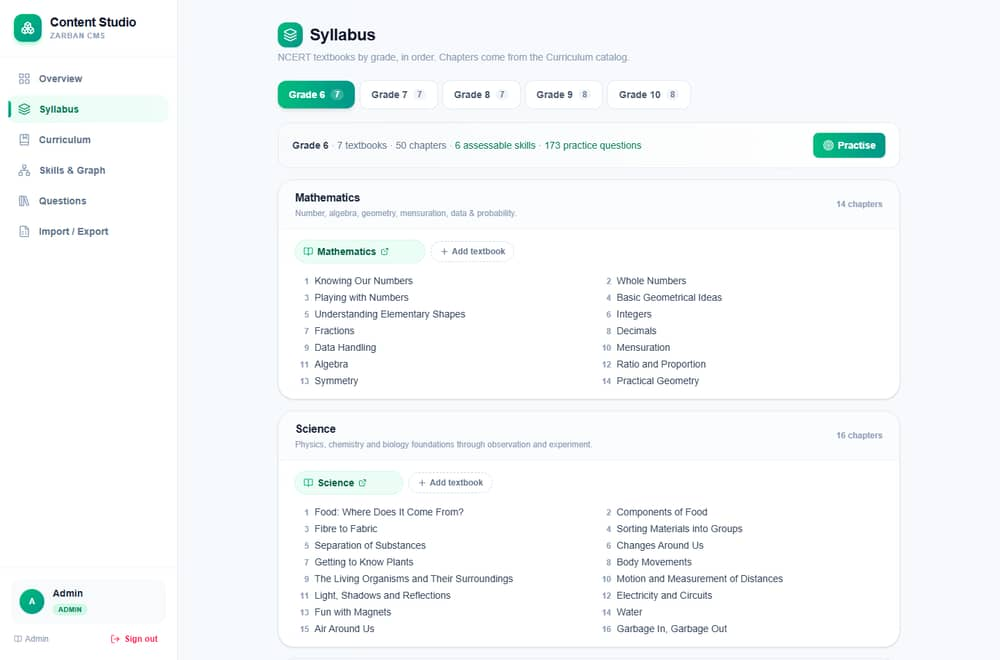 Content Studio
ZARBAN CMS
Overview
Syllabus
Curriculum
Skills & Graph
Questions
Import / Export
A
Admin
ADMIN
Admin
Sign out
Syllabus
NCERT textbooks by grade, in order. Chapters come from the Curriculum catalog.
Grade 6 7
Grade 7 7
Grade 8 7
Grade 9 8
Grade 10 8
Grade 6 · 7 textbooks · 50 chapters · 6 assessable skills · 173 practice questions
Practise
Mathematics
Number, algebra, geometry, mensuration, data & probability.
14 chapters
Mathematics
+ Add textbook
1 Knowing Our Numbers
2 Whole Numbers
3 Playing with Numbers
4 Basic Geometrical Ideas
5 Understanding Elementary Shapes
6 Integers
7 Fractions
8 Decimals
9 Data Handling
10 Mensuration
11 Algebra
12 Ratio and Proportion
13 Symmetry
14 Practical Geometry
Science
Physics, chemistry and biology foundations through observation and experiment.
16 chapters
Science
+ Add textbook
1 Food: Where Does It Come From?
2 Components of Food
3 Fibre to Fabric
4 Sorting Materials into Groups
5 Separation of Substances
6 Changes Around Us
7 Getting to Know Plants
8 Body Movements
9 The Living Organisms and Their Surroundings
10 Motion and Measurement of Distances
11 Light, Shadows and Reflections
12 Electricity and Circuits
13 Fun with Magnets
14 Water
15 Air Around Us
16 Garbage In, Garbage Out